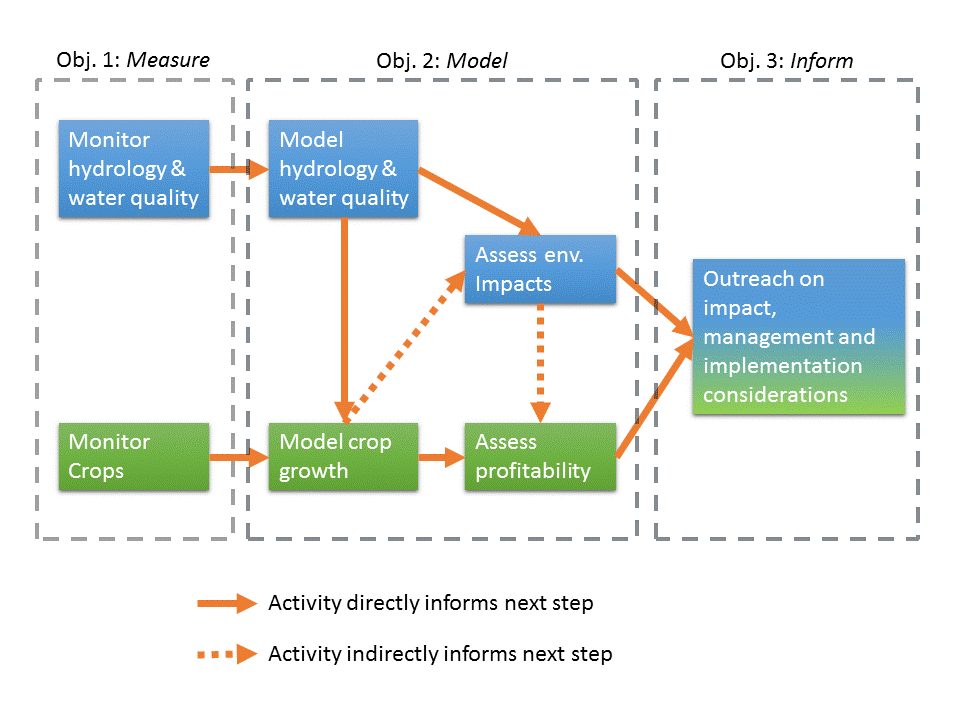 Obj. 1: Measure
Obj. 2: Model
Obj. 3: Inform
Monitor
hydrology &
water quality
Model
hydrology &
water quality
Assess env.
Impacts
Outreach on
impact,
management and
implementation
considerations
Monitor
Crops
Model crop
growth
Assess
profitability
Activity directly informs next step
Activity indirectly informs next step